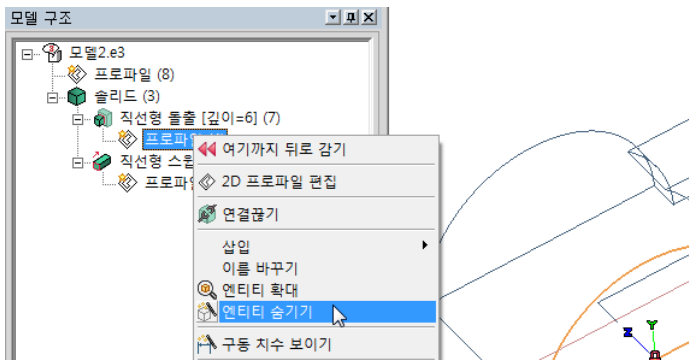 모델 구조
모델2.e3
프로파일 (8)
솔리드 (3)
직선형 돌출 [깊이=6] (7)
직선형
여기까지 뒤로 감기
2D 프로파일 편집
연결끊기
삽입
이름 바꾸기
엔티티 확대
엔티티 숨기기
구동 치수 보이기
Z Y